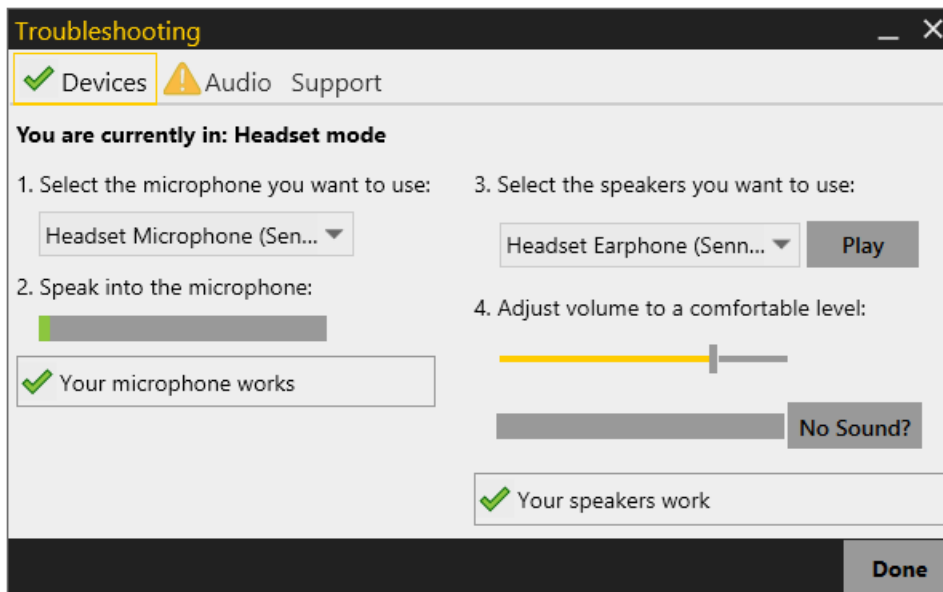 Troubleshooting
Devices Audio Support
You are currently in: Headset mode
1. Select the microphone you want to use:
Headset Microphone (Sen...
2. Speak into the microphone:
Your microphone works
3. Select the speakers you want to use:
Headset Earphone (Senn... Play
4. Adjust volume to a comfortable level:
No Sound?
Your speakers work
Done